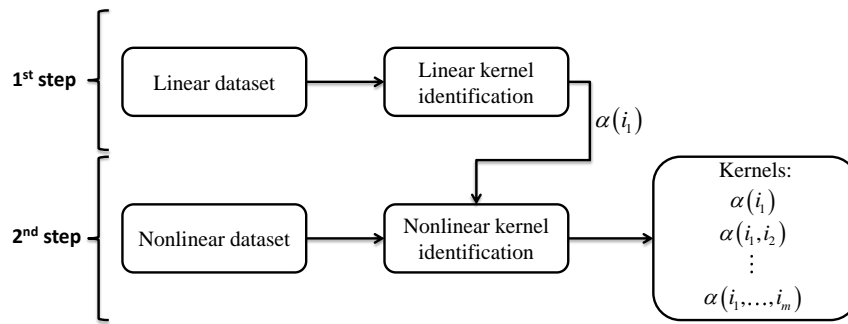 1st step
Linear dataset
Linear kernel
identification
α(i₁)
2nd step
Nonlinear dataset
Nonlinear kernel
identification
Kernels:
α(i₁)
α(i₁,i₂)
⋮
α(i₁,…,iₘ)